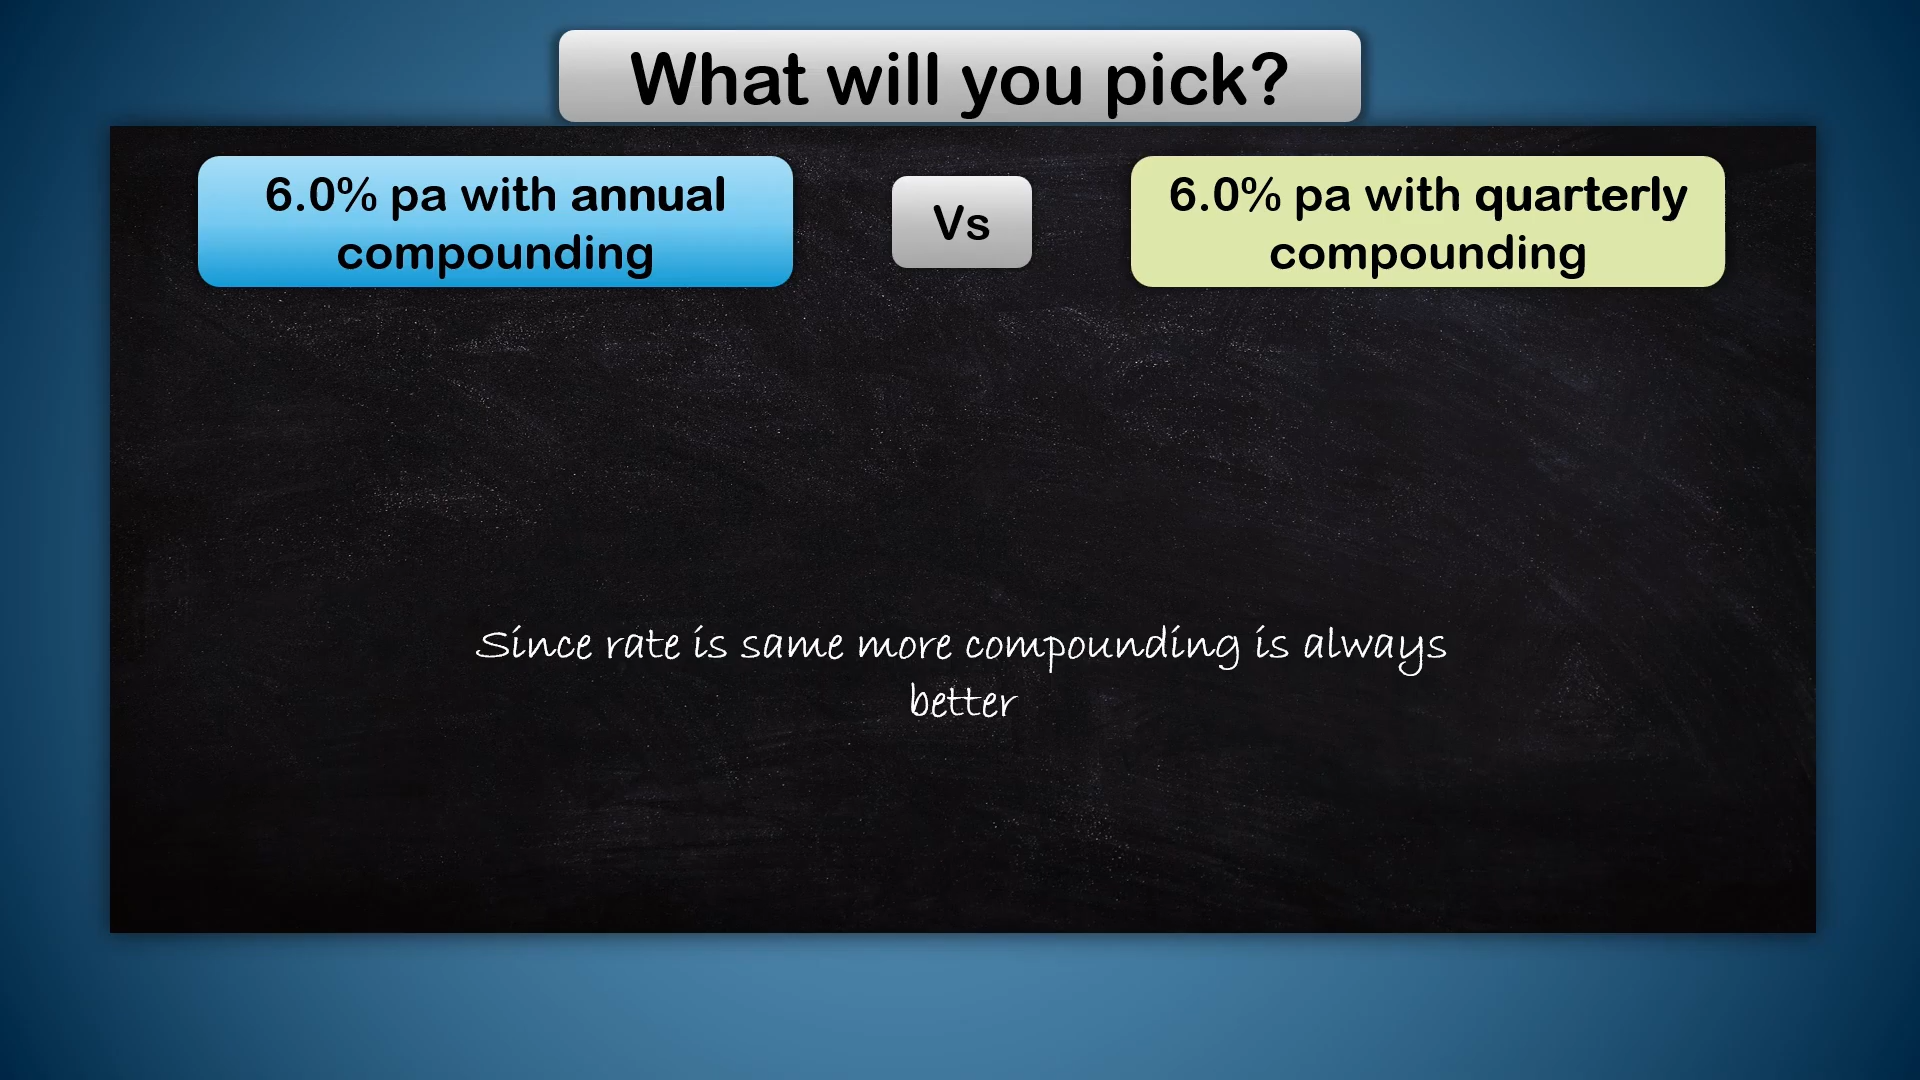 What will you pick?
6.0% pa with annual
compounding
Vs
6.0% pa with quarterly
compounding
Since rate is same more compounding is always
better